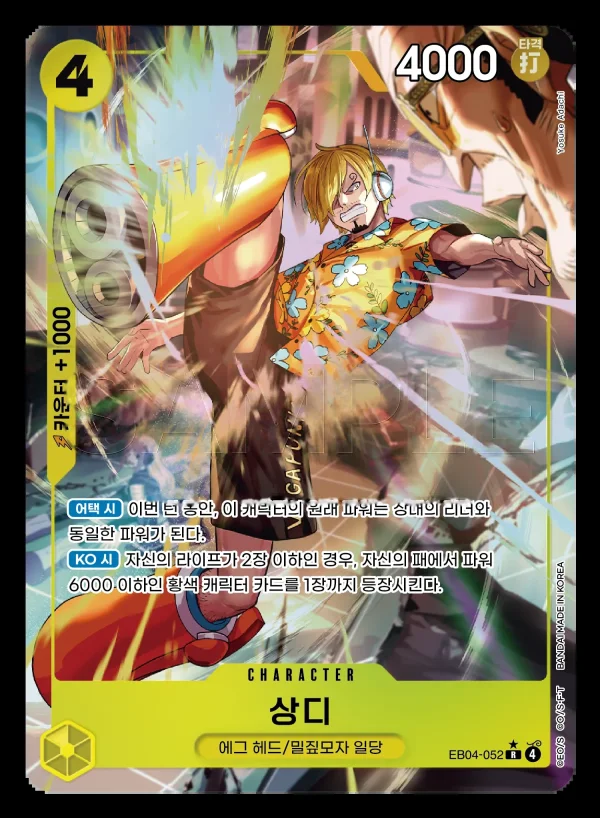 4
4000
타격
打
Yosuke Adachi
카운터 +1000
SAMPLE
VEGAPUNK
어택 시 이번 턴 동안, 이 캐릭터의 원래 파워는 상대의 리더와
동일한 파워가 된다.
KO 시 자신의 라이프가 2장 이하인 경우, 자신의 패에서 파워
6000 이하인 황색 캐릭터 카드를 1장까지 등장시킨다.
CHARACTER
상디
에그 헤드/밀짚모자 일당
EB04-052 R 4
©EO/S ©O/S·F·T BANDAI MADE IN KOREA